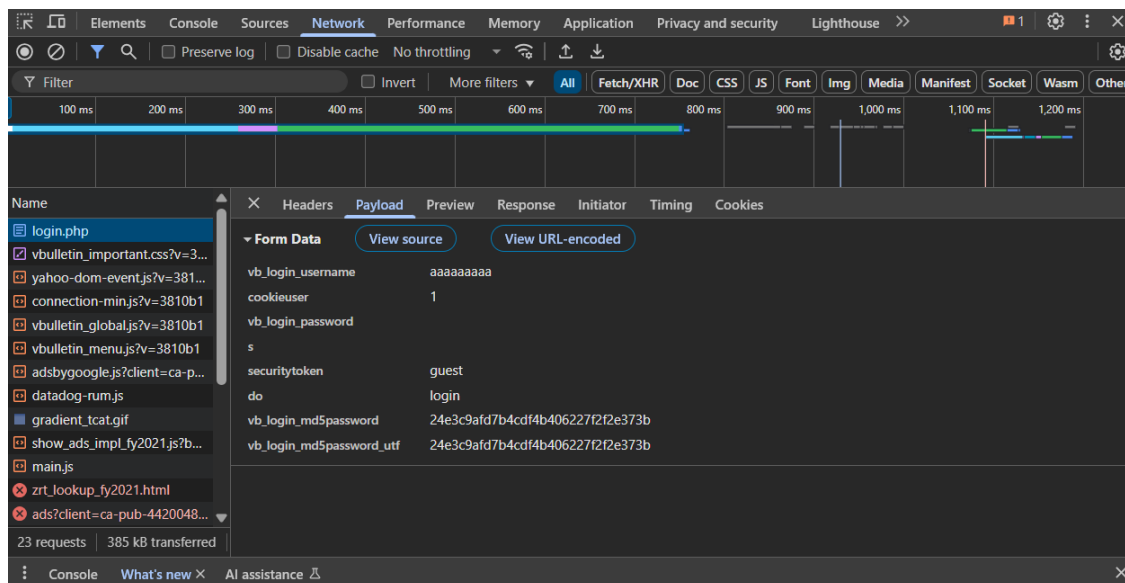 Elements Console Sources Network Performance Memory Application Privacy and security Lighthouse >> 1
Preserve log Disable cache No throttling
Filter Invert More filters All Fetch/XHR Doc CSS JS Font Img Media Manifest Socket Wasm Othe
100 ms 200 ms 300 ms 400 ms 500 ms 600 ms 700 ms 800 ms 900 ms 1,000 ms 1,100 ms 1,200 ms
Name Headers Payload Preview Response Initiator Timing Cookies
login.php Form Data View source View URL-encoded
vbulletin_important.css?v=3...
yahoo-dom-event.js?v=381... vb_login_username aaaaaaaaa
connection-min.js?v=3810b1 cookieuser 1
vbulletin_global.js?v=3810b1 vb_login_password
vbulletin_menu.js?v=3810b1 s
adsbygoogle.js?client=ca-p... securitytoken guest
datadog-rum.js do login
gradient_tcat.gif vb_login_md5password 24e3c9afd7b4cdf4b406227f2f2e373b
show_ads_impl_fy2021.js?b... vb_login_md5password_utf 24e3c9afd7b4cdf4b406227f2f2e373b
main.js
zrt_lookup_fy2021.html
ads?client=ca-pub-4420048...
23 requests 385 kB transferred
Console What's new AI assistance